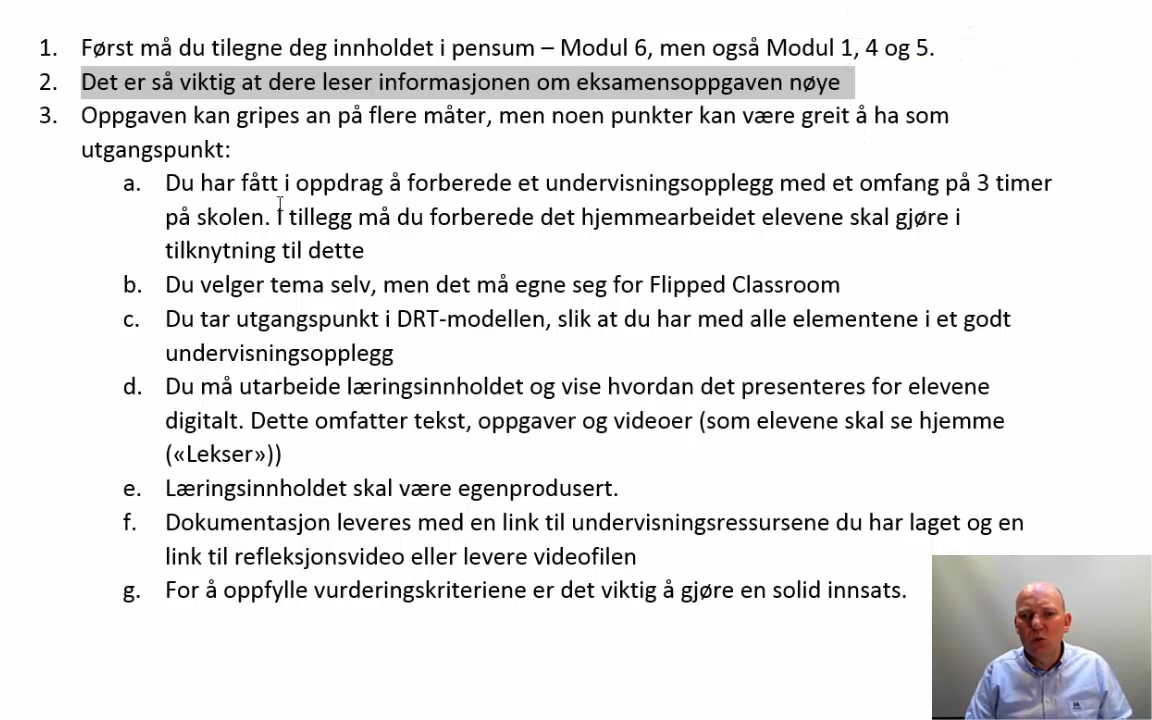 1. Først må du tilegne deg innholdet i pensum – Modul 6, men også Modul 1, 4 og 5.
2. Det er så viktig at dere leser informasjonen om eksamensoppgaven nøye
3. Oppgaven kan gripes an på flere måter, men noen punkter kan være greit å ha som
utgangspunkt:
a. Du har fått i oppdrag å forberede et undervisningsopplegg med et omfang på 3 timer
på skolen. I tillegg må du forberede det hjemmearbeidet elevene skal gjøre i
tilknytning til dette
b. Du velger tema selv, men det må egne seg for Flipped Classroom
c. Du tar utgangspunkt i DRT-modellen, slik at du har med alle elementene i et godt
undervisningsopplegg
d. Du må utarbeide læringsinnholdet og vise hvordan det presenteres for elevene
digitalt. Dette omfatter tekst, oppgaver og videoer (som elevene skal se hjemme
(«Lekser»))
e. Læringsinnholdet skal være egenprodusert.
f. Dokumentasjon leveres med en link til undervisningsressursene du har laget og en
link til refleksjonsvideo eller levere videofilen
g. For å oppfylle vurderingskriteriene er det viktig å gjøre en solid innsats.